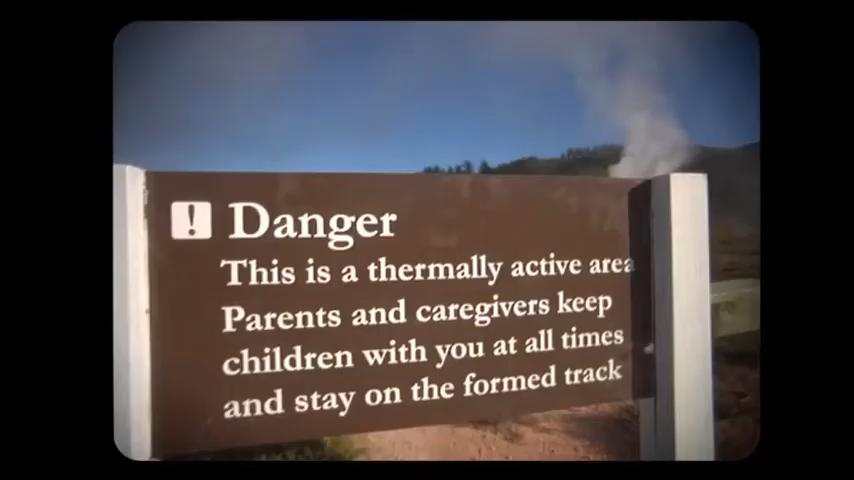 ! Danger
This is a thermally active area
Parents and caregivers keep
children with you at all times
and stay on the formed track